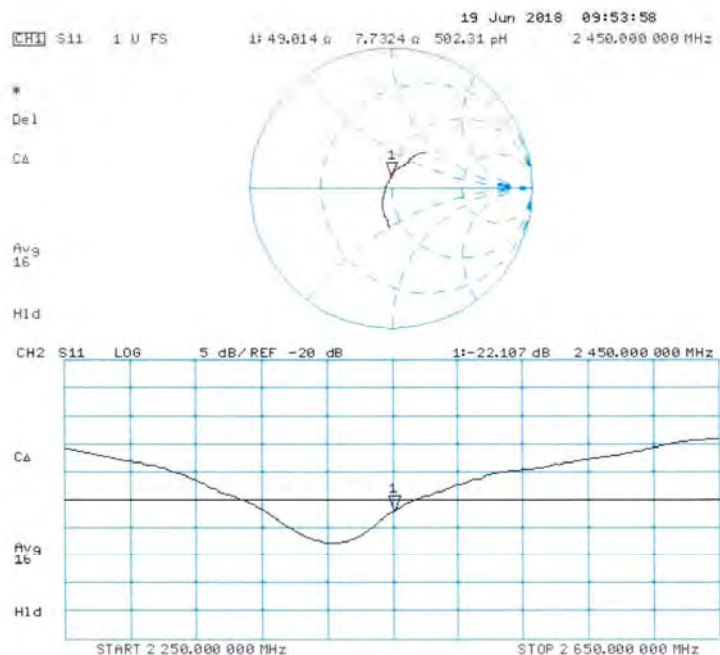 19 Jun 2018 09:53:58
CH1 S11 1 U FS 1: 49.014 Ω 7.7324 Ω 502.31 pH 2 450.000 000 MHz
*
Del
CΔ
1
Avg
16
Hld
CH2 S11 LOG 5 dB/REF -20 dB 1:-22.107 dB 2 450.000 000 MHz
CΔ
1
Avg
16
Hld
START 2 250.000 000 MHz STOP 2 650.000 000 MHz